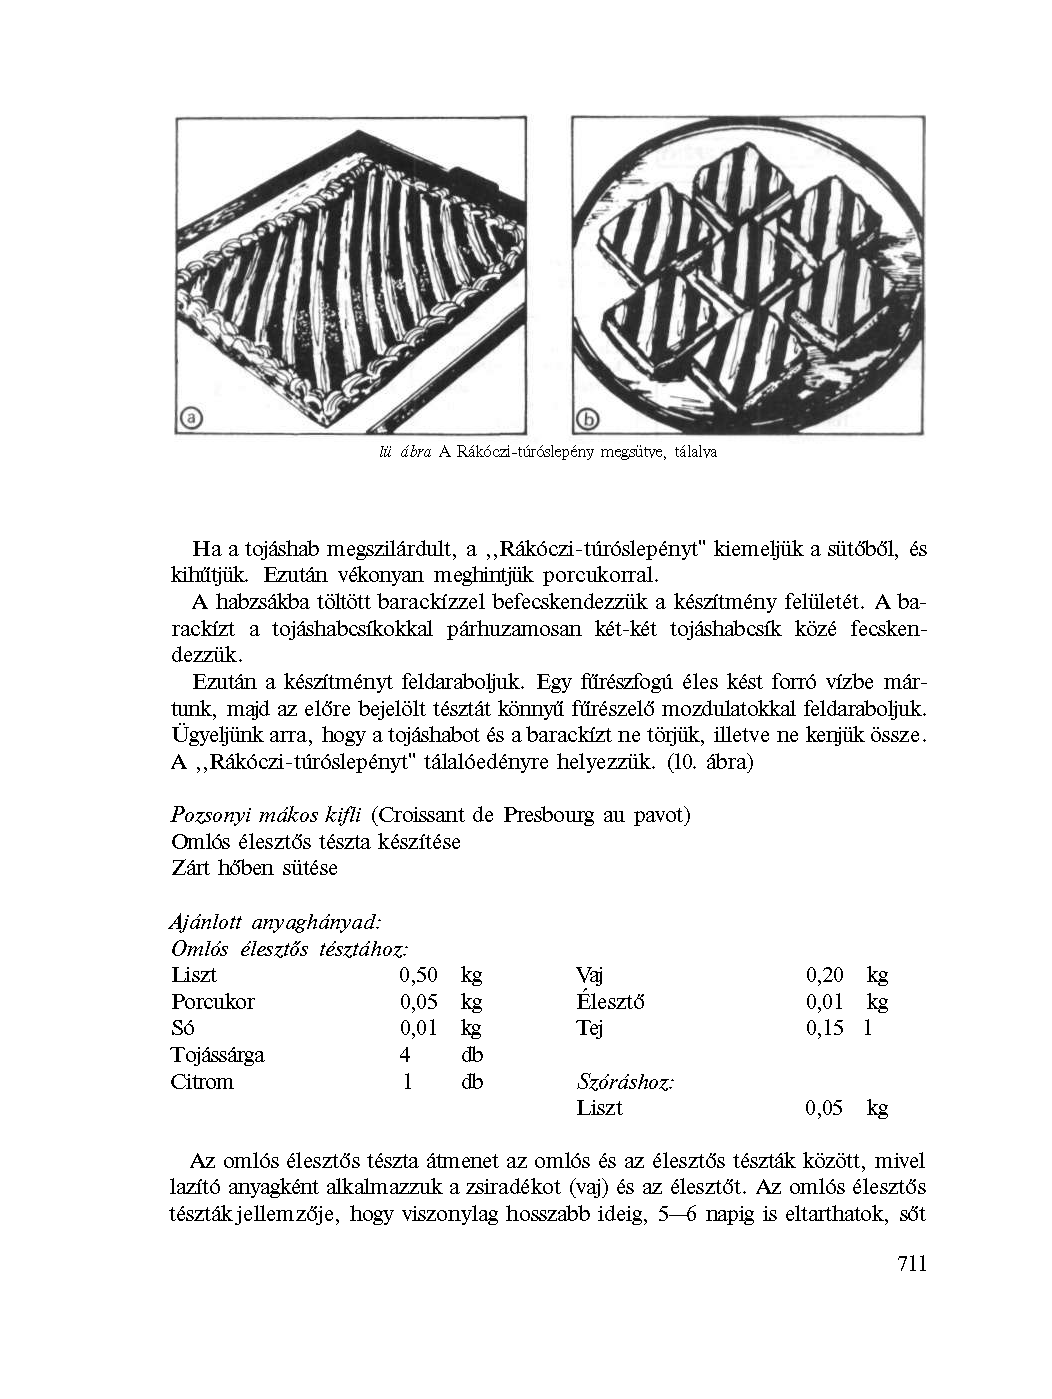 a
b
lü ábra A Rákóczi-túróslepény megsütve, tálalva
Ha a tojáshab megszilárdult, a ,,Rákóczi-túróslepényt" kiemeljük a sütőből, és
kihűtjük. Ezután vékonyan meghintjük porcukorral.
A habzsákba töltött barackízzel befecskendezzük a készítmény felületét. A ba-
rackízt a tojáshabcsíkokkal párhuzamosan két-két tojáshabcsík közé fecsken-
dezzük.
Ezután a készítményt feldaraboljuk. Egy fűrészfogú éles kést forró vízbe már-
tunk, majd az előre bejelölt tésztát könnyű fűrészelő mozdulatokkal feldaraboljuk.
Ügyeljünk arra, hogy a tojáshabot és a barackízt ne törjük, illetve ne kenjük össze.
A ,,Rákóczi-túróslepényt" tálalóedényre helyezzük. (10. ábra)
Pozsonyi mákos kifli (Croissant de Presbourg au pavot)
Omlós élesztős tészta készítése
Zárt hőben sütése
Ajánlott anyaghányad:
Omlós élesztős tésztához:
Liszt 0,50 kg Vaj 0,20 kg
Porcukor 0,05 kg Élesztő 0,01 kg
Só 0,01 kg Tej 0,15 l
Tojássárga 4 db
Citrom 1 db Szóráshoz:
Liszt 0,05 kg
Az omlós élesztős tészta átmenet az omlós és az élesztős tészták között, mivel
lazító anyagként alkalmazzuk a zsiradékot (vaj) és az élesztőt. Az omlós élesztős
tészták jellemzője, hogy viszonylag hosszabb ideig, 5—6 napig is eltarthatok, sőt
711